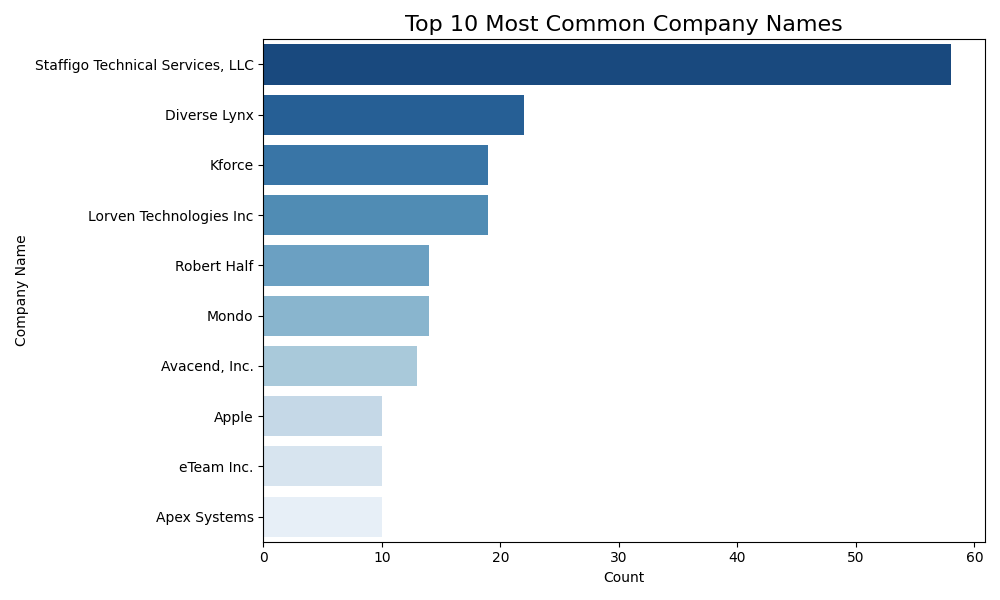 Top 10 Most Common Company Names
Company Name
Staffigo Technical Services, LLC
Diverse Lynx
Kforce
Lorven Technologies Inc
Robert Half
Mondo
Avacend, Inc.
Apple
eTeam Inc.
Apex Systems
0 10 20 30 40 50 60
Count